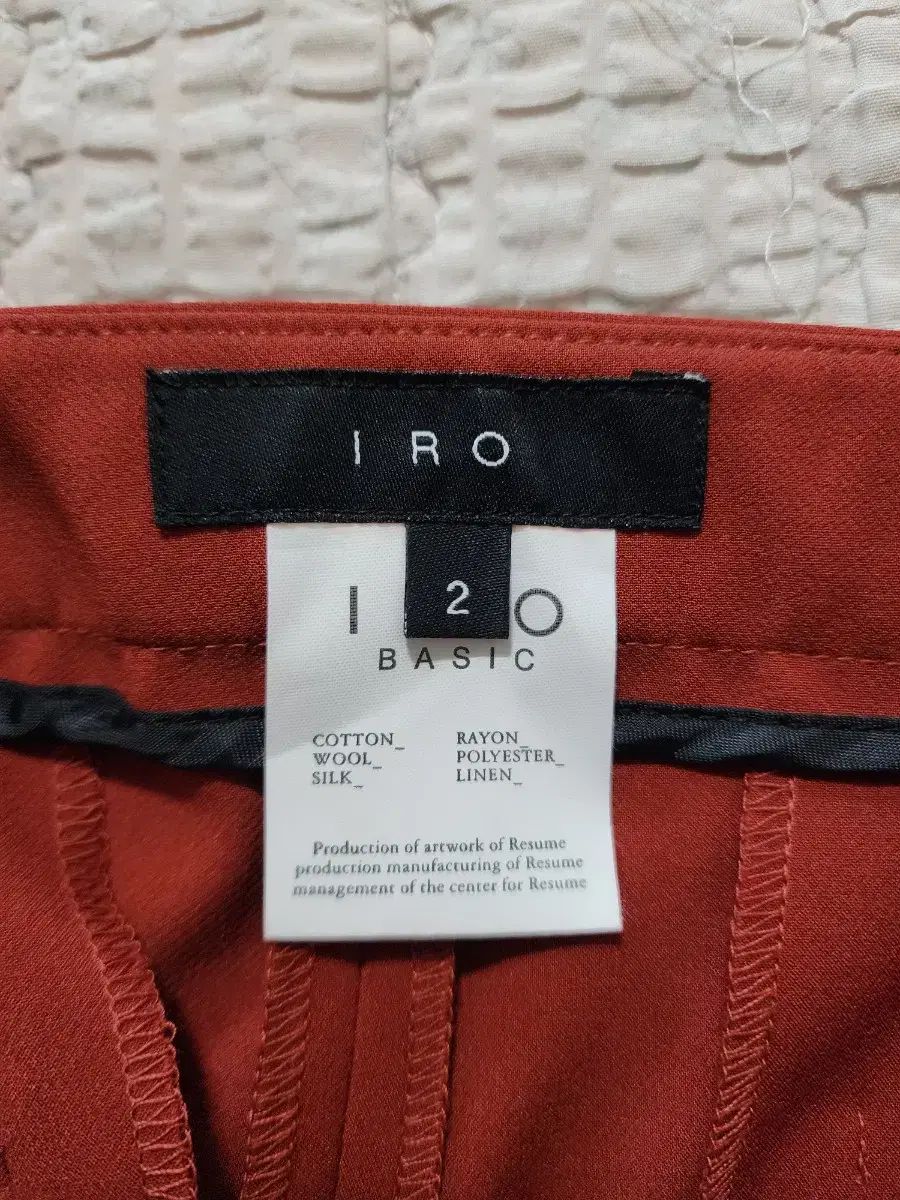 IRO
2
I O
BASIC
COTTON_ RAYON_
WOOL_ POLYESTER_
SILK_ LINEN_
Production of artwork of Resume
production manufacturing of Resume
management of the center for Resume